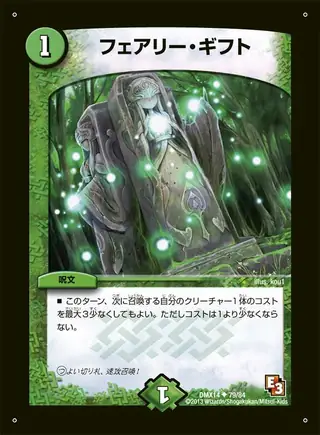 1
フェアリー・ギフト
illus. knu1
呪文
■ このターン、次に召喚する自分のクリーチャー1体のコスト
を最大3少なくしてもよい。ただしコストは1より少なくなら
ない。
つよい切り札、速攻召喚!
1
DMX14 79/84
©2013 Wizards/Shogakukan/Mitsui-Kids
E3